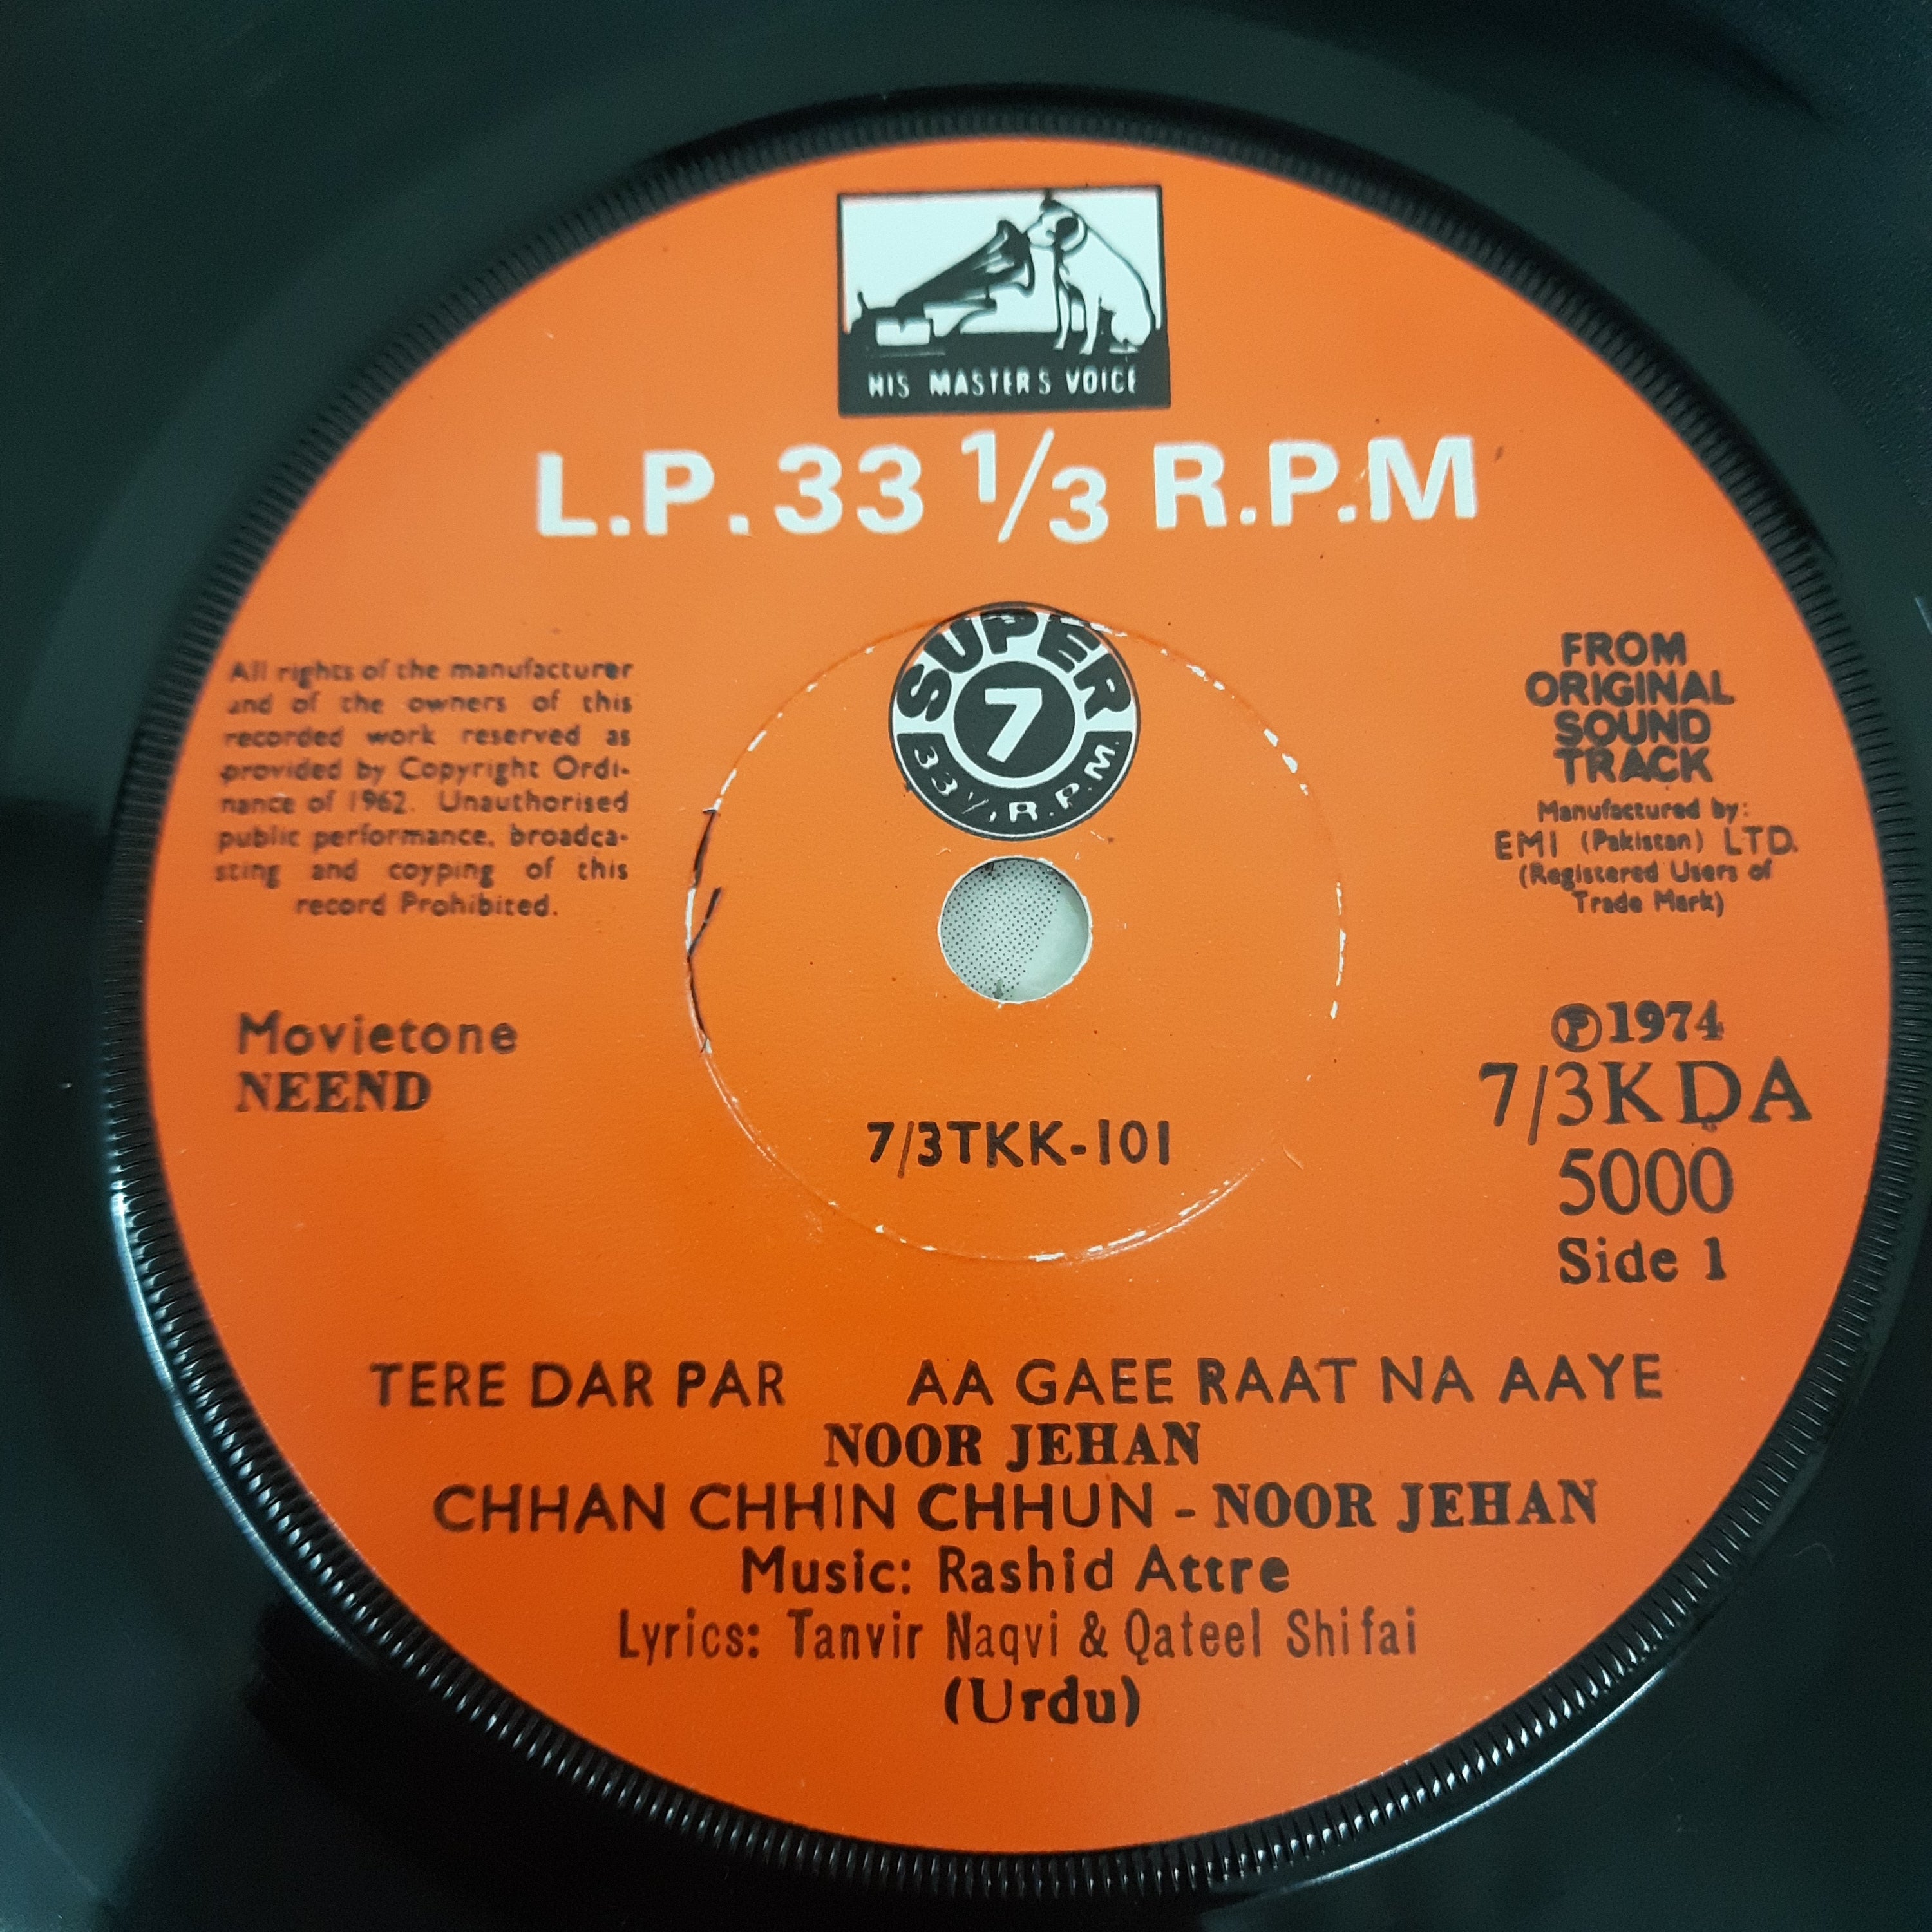 HIS MASTERS VOICE
L.P. 33 1/3 R.P.M
SUPER
7
33 1/3 R.P.M.
All rights of the manufacturer
and of the owners of this
recorded work reserved as
provided by Copyright Ordi-
nance of 1962. Unauthorised
public performance, broadca-
sting and coyping of this
record Prohibited.
FROM
ORIGINAL
SOUND
TRACK
Manufactured by:
EMI (Pakistan) LTD.
(Registered Users of
Trade Mark)
Movietone
NEEND
℗1974
7/3KDA
5000
Side 1
7/3TKK-101
TERE DAR PAR AA GAEE RAAT NA AAYE
NOOR JEHAN
CHHAN CHHIN CHHUN - NOOR JEHAN
Music: Rashid Attre
Lyrics: Tanvir Naqvi & Qateel Shifai
(Urdu)